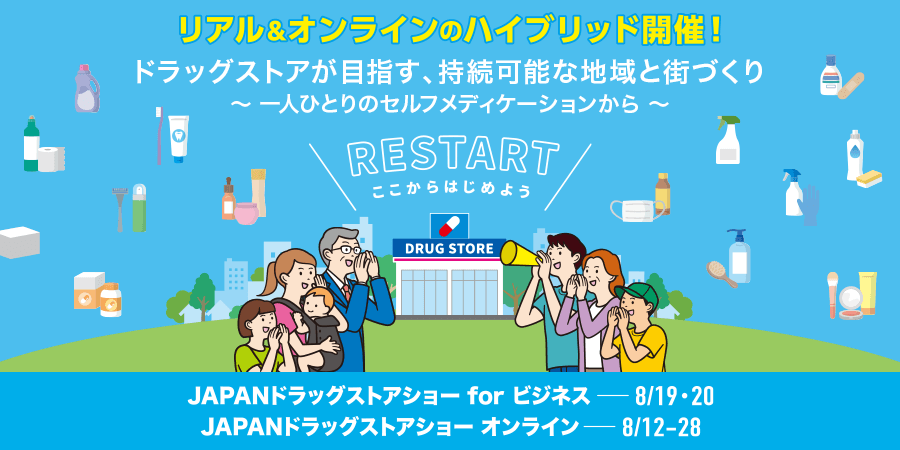 リアル&オンラインのハイブリッド開催!
ドラッグストアが目指す、持続可能な地域と街づくり
～ 一人ひとりのセルフメディケーションから ～
RESTART
ここからはじめよう
DRUG STORE
JAPANドラッグストアショー for ビジネス ― 8/19・20
JAPANドラッグストアショー オンライン ― 8/12-28